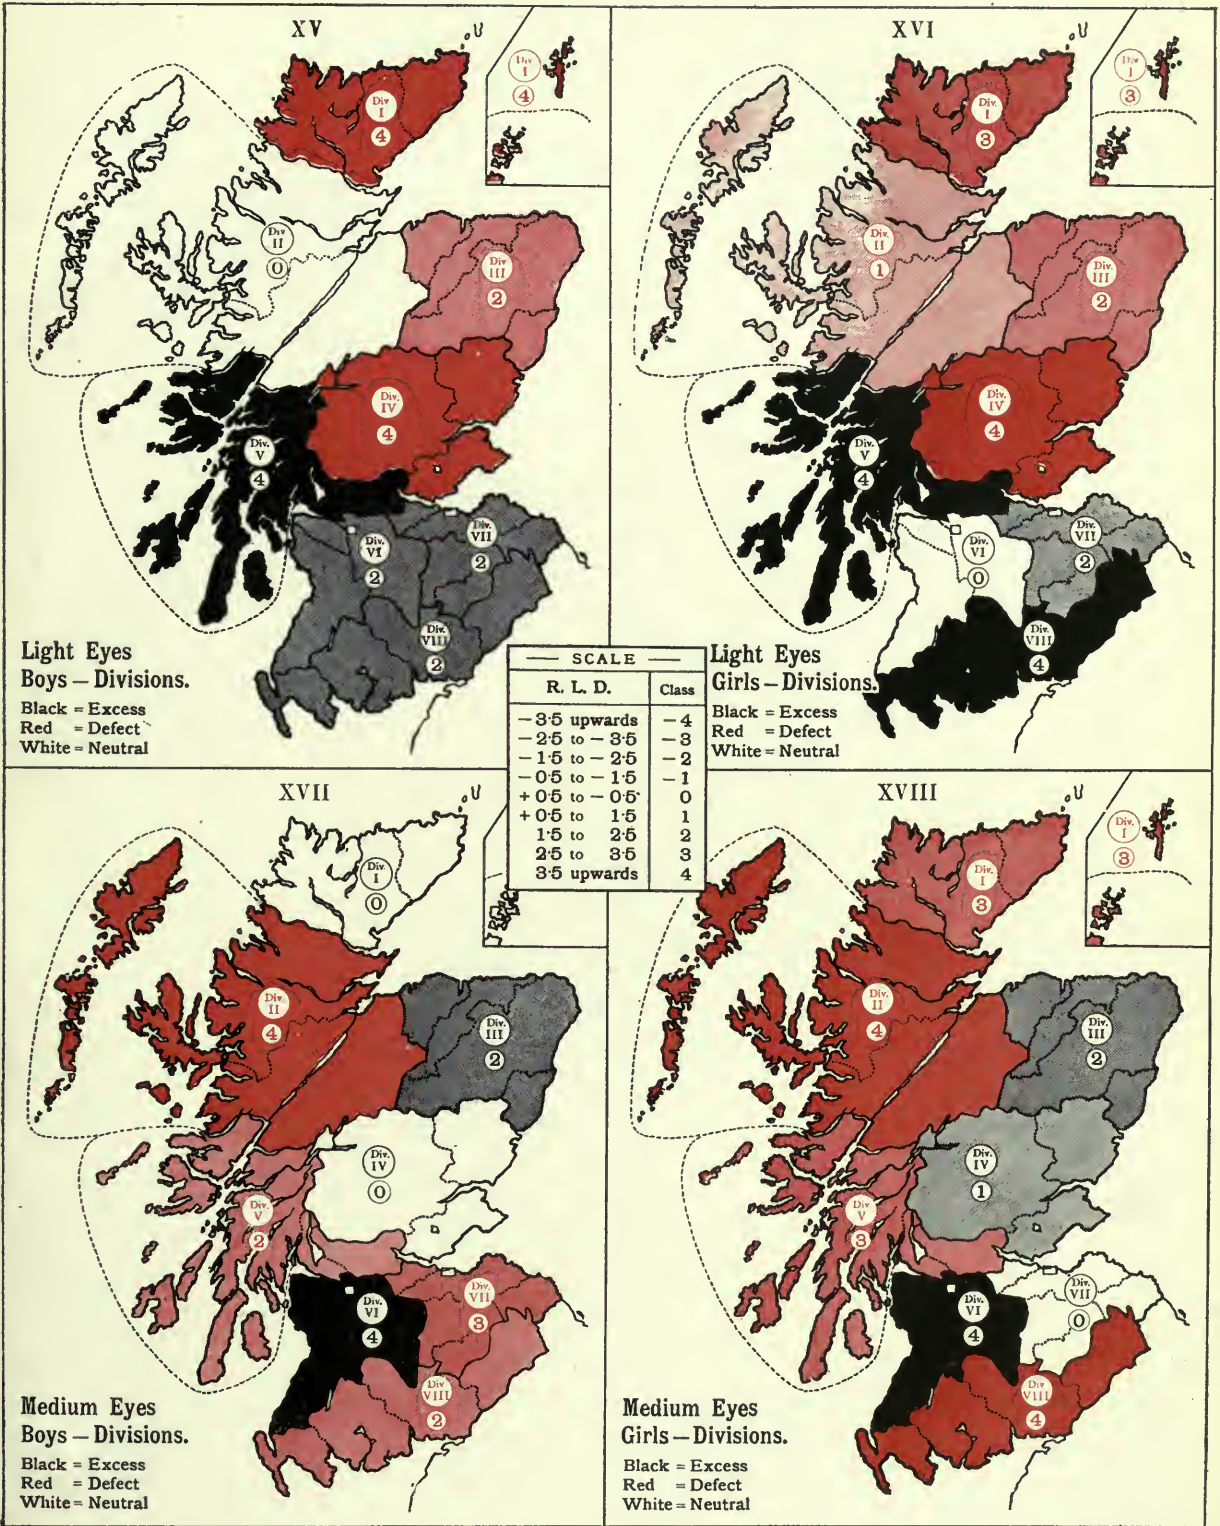 XV
Div
I
4
Div
I
4
Div
II
0
Div.
III
2
Div.
IV
4
Div.
V
4
Div.
VI
2
Div.
VII
2
Div.
VIII
2
Light Eyes
Boys – Divisions.
Black = Excess
Red = Defect
White = Neutral
XVI
Div
I
3
Div
I
3
Div.
II
1
Div.
III
2
Div.
IV
4
Div.
V
4
Div.
VI
0
Div.
VII
2
Div.
VIII
4
Light Eyes
Girls – Divisions.
Black = Excess
Red = Defect
White = Neutral
SCALE
R. L. D. Class
−3·5 upwards −4
−2·5 to −3·5 −3
−1·5 to −2·5 −2
−0·5 to −1·5 −1
+0·5 to −0·5 0
+0·5 to 1·5 1
1·5 to 2·5 2
2·5 to 3·5 3
3·5 upwards 4
XVII
Div.
I
0
Div
II
4
Div.
III
2
Div.
IV
0
Div.
V
2
Div.
VI
4
Div.
VII
3
Div
VIII
2
Medium Eyes
Boys – Divisions.
Black = Excess
Red = Defect
White = Neutral
XVIII
Div.
I
3
Div.
I
3
Div
II
4
Div.
III
2
Div.
IV
1
Div.
V
3
Div.
VI
4
Div.
VII
0
Div
VIII
4
Medium Eyes
Girls – Divisions.
Black = Excess
Red = Defect
White = Neutral